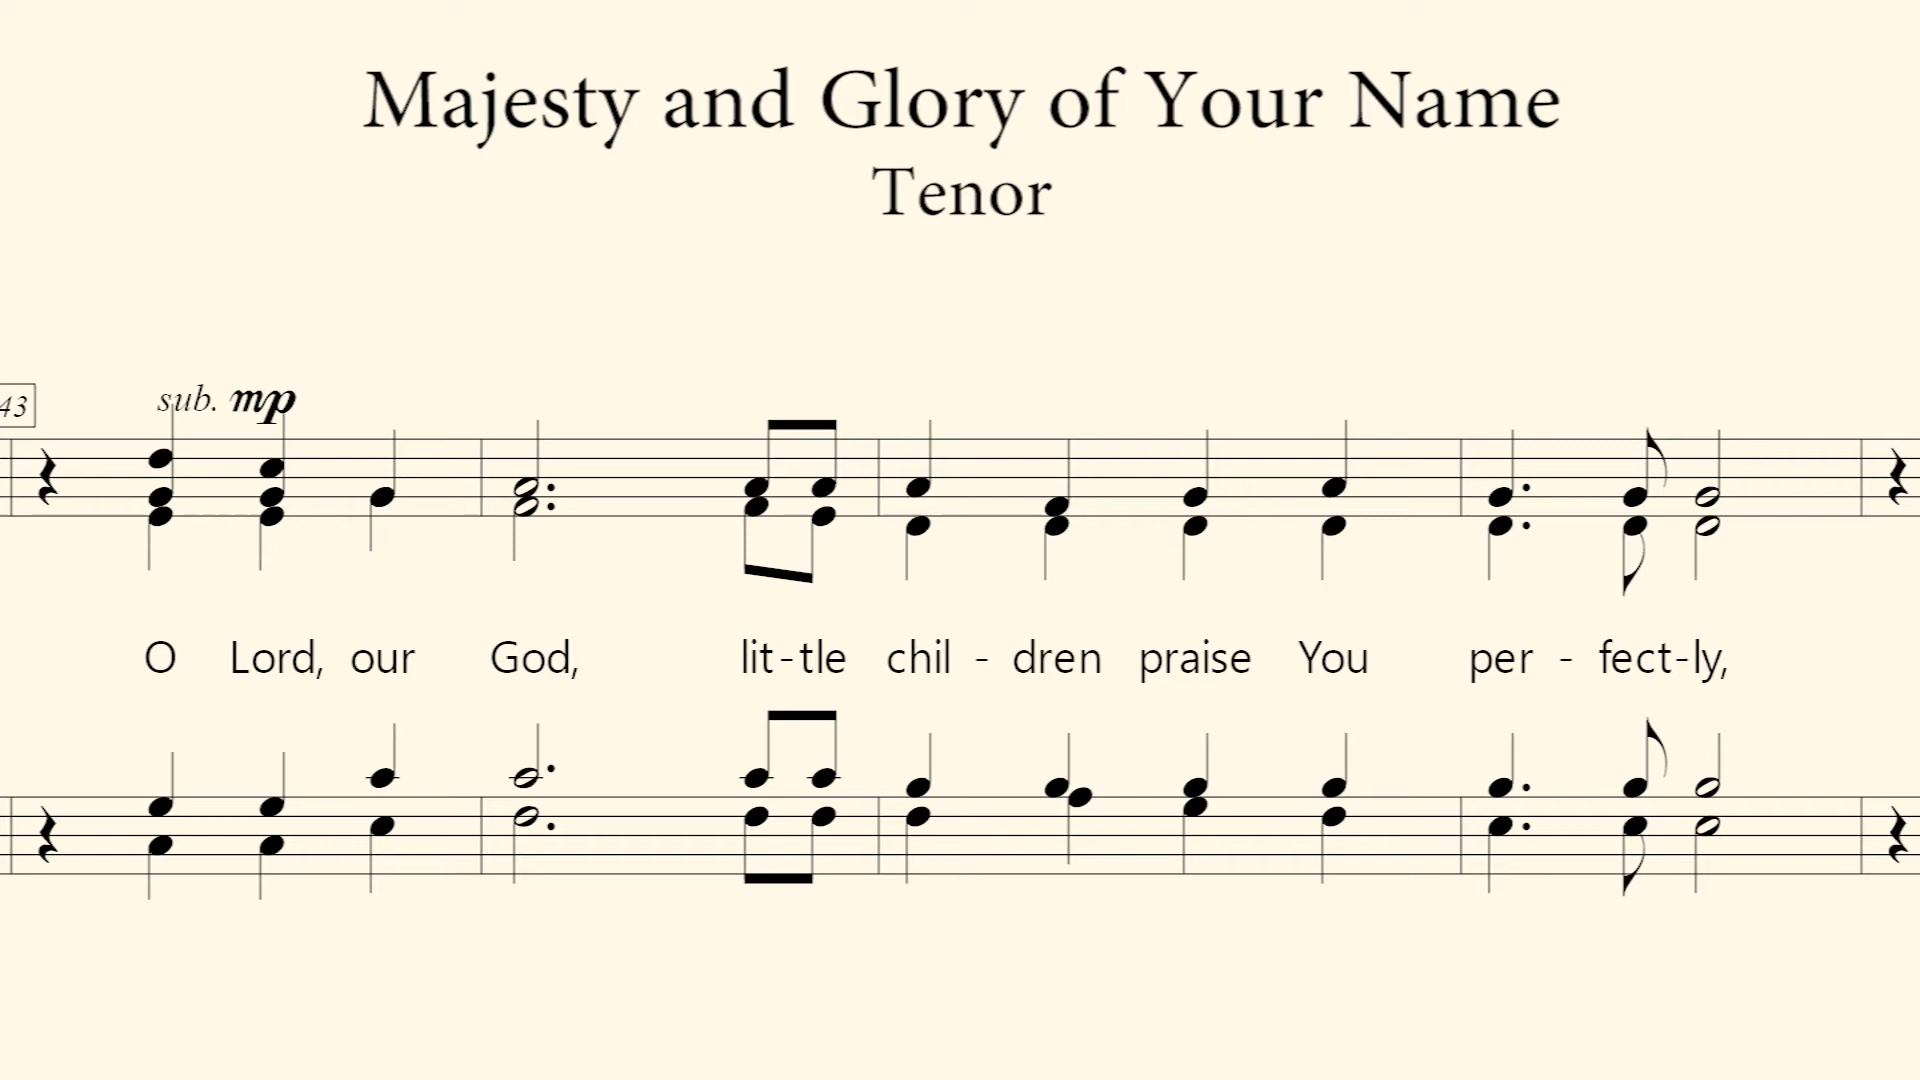 Majesty and Glory of Your Name
Tenor
43
sub. mp
O Lord, our God, lit-tle chil - dren praise You per - fect-ly,